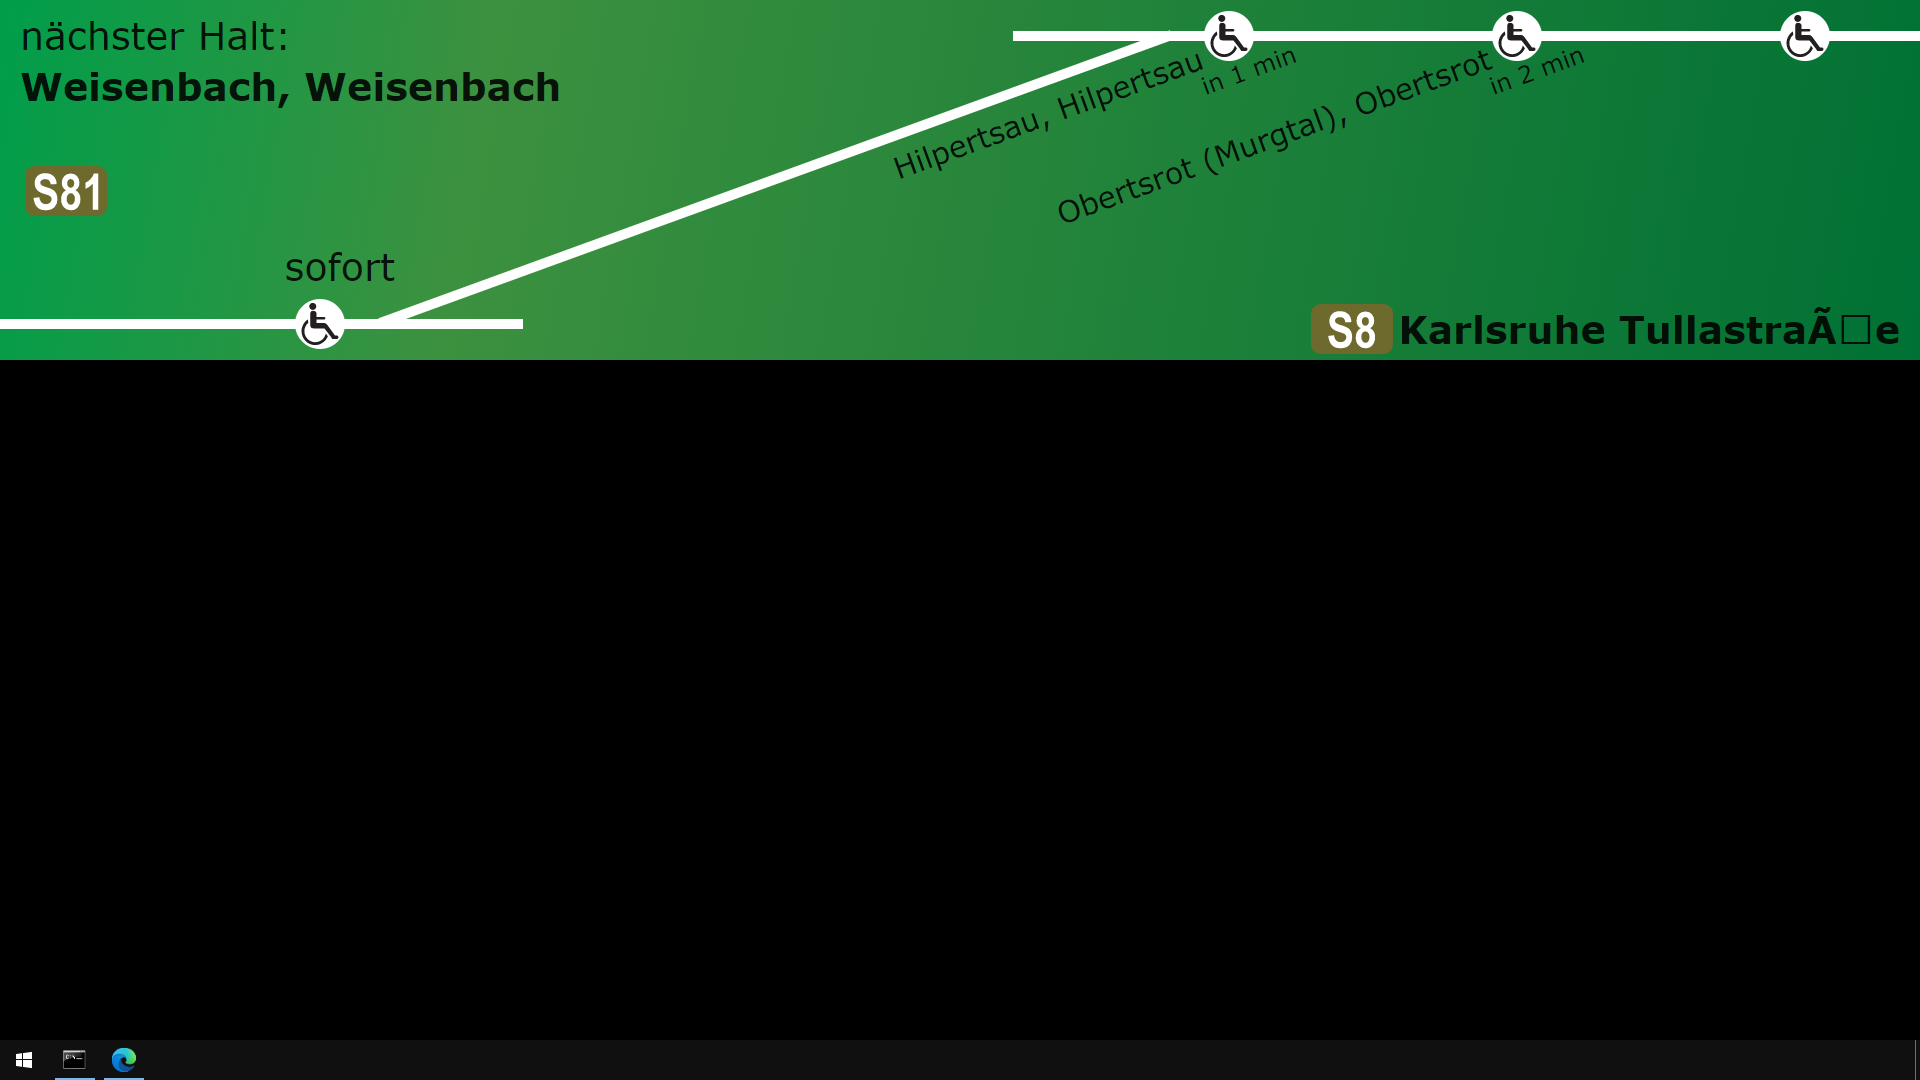 nächster Halt:
Weisenbach, Weisenbach
S81
sofort
Hilpertsau, Hilpertsau
in 1 min
Obertsrot (Murgtal), Obertsrot
in 2 min
S8 Karlsruhe TullastraÃ□e